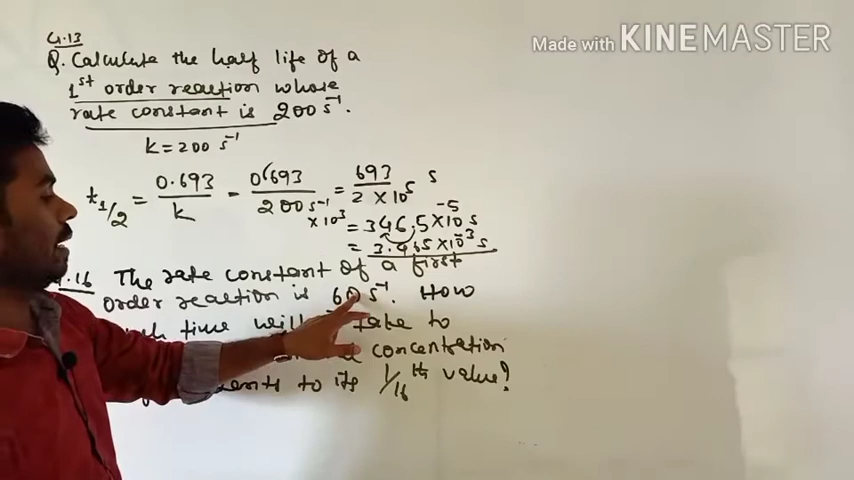 Made with KINEMASTER
4.13
Q. Calculate the half life of a
1st order reaction whose
rate constant is 200 s⁻¹.
k = 200 s⁻¹
t1/2 = 0.693/k = 0.693/200 s⁻¹ × 10³ = 693/2 × 10⁵ s
= 346.5 × 10⁻⁵ s
= 3.465 × 10⁻³ s
.16 The rate constant of a first
order reaction is 60 s⁻¹. How
time will take to
concentration
to its 1/16th value?